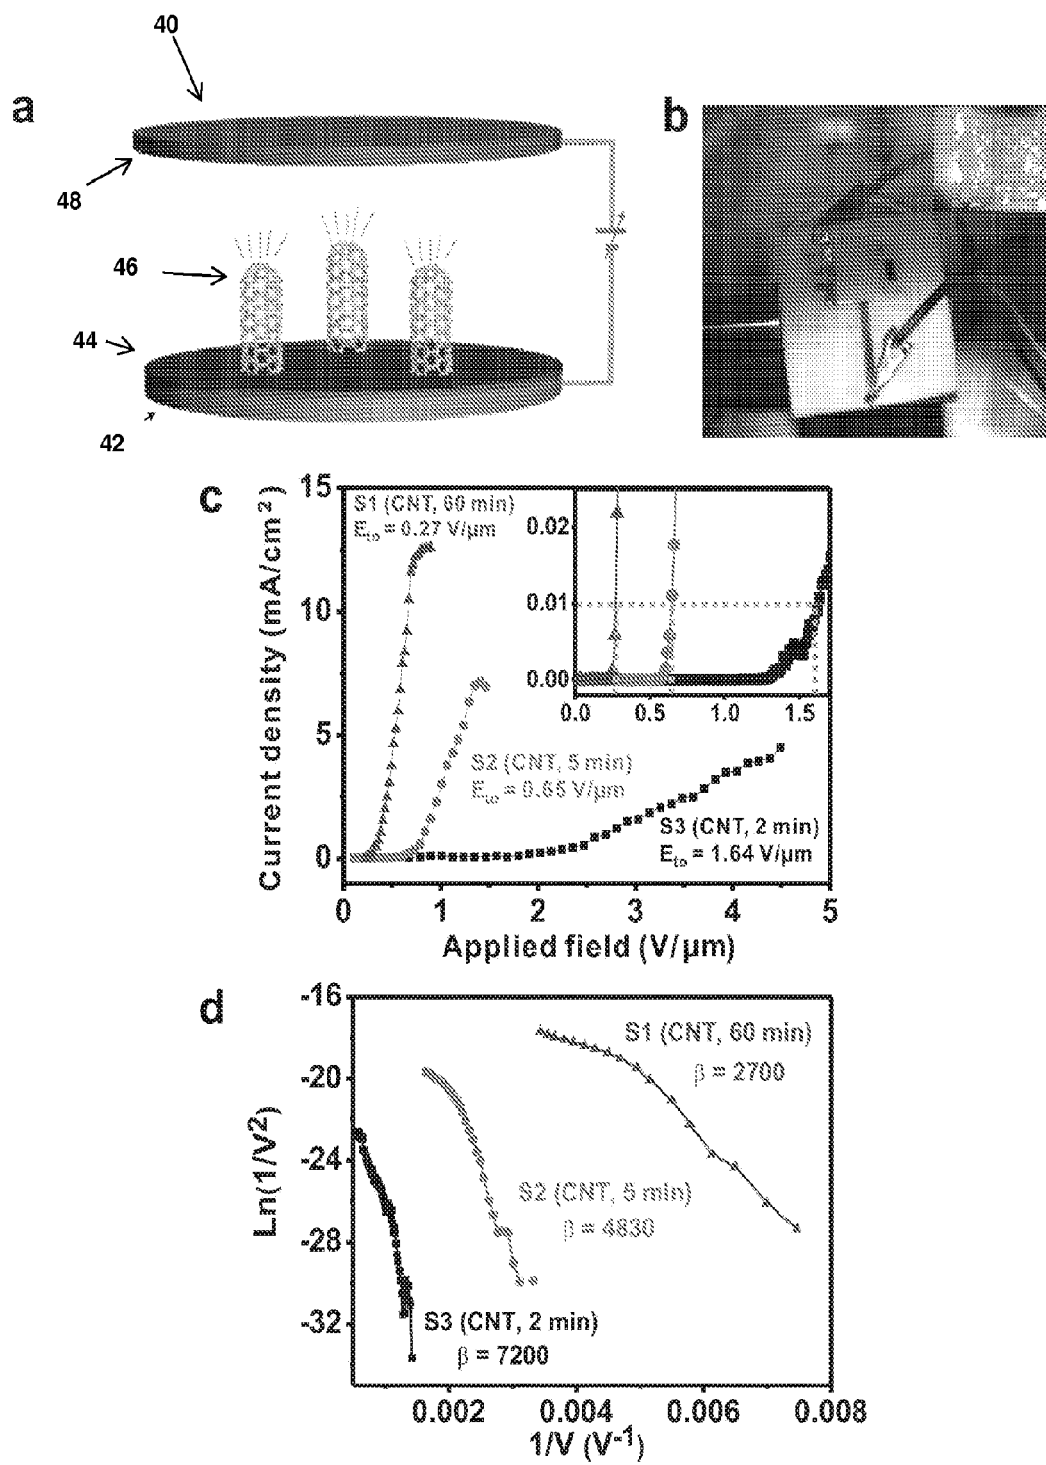 40
a
48
46
44
42
b
c
15
10
5
0
Current density (mA/cm²)
S1 (CNT, 60 min)
E_to = 0.27 V/µm
0.02
0.01
0.00
0.0 0.5 1.0 1.5
S2 (CNT, 5 min)
E_to = 0.65 V/µm
S3 (CNT, 2 min)
E_to = 1.64 V/µm
0 1 2 3 4 5
Applied field (V/µm)
d
-16
-20
-24
-28
-32
Ln(1/V²)
S1 (CNT, 60 min)
β = 2700
S2 (CNT, 5 min)
β = 4830
S3 (CNT, 2 min)
β = 7200
0.002 0.004 0.006 0.008
1/V (V⁻¹)